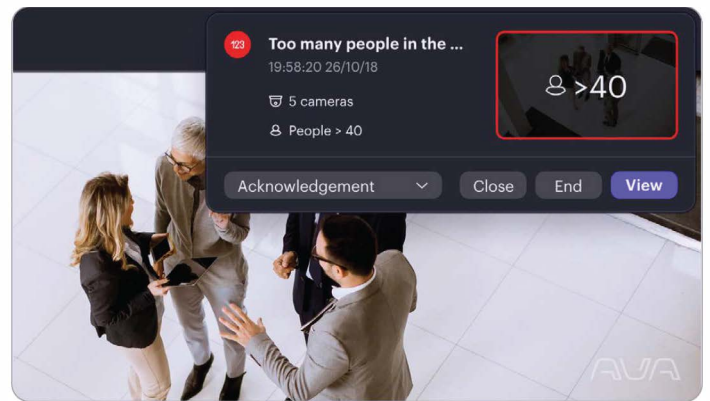 123
Too many people in the ...
19:58:20 26/10/18
5 cameras
People > 40
>40
Acknowledgement
Close
End
View
AVA